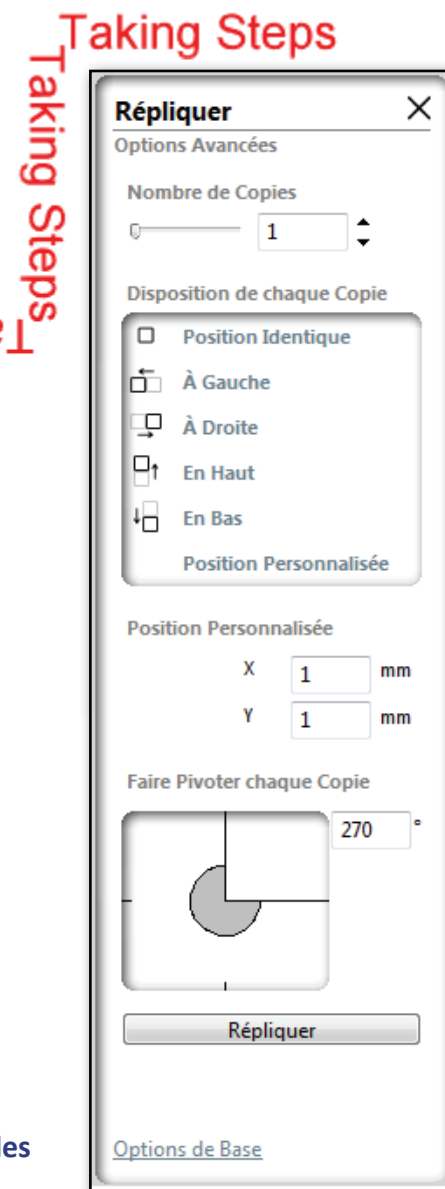 Taking Steps
Taking Steps
Répliquer
Options Avancées
Nombre de Copies
1
Disposition de chaque Copie
Position Identique
À Gauche
À Droite
En Haut
En Bas
Position Personnalisée
Position Personnalisée
X 1 mm
Y 1 mm
Faire Pivoter chaque Copie
270 °
Répliquer
Options de Base